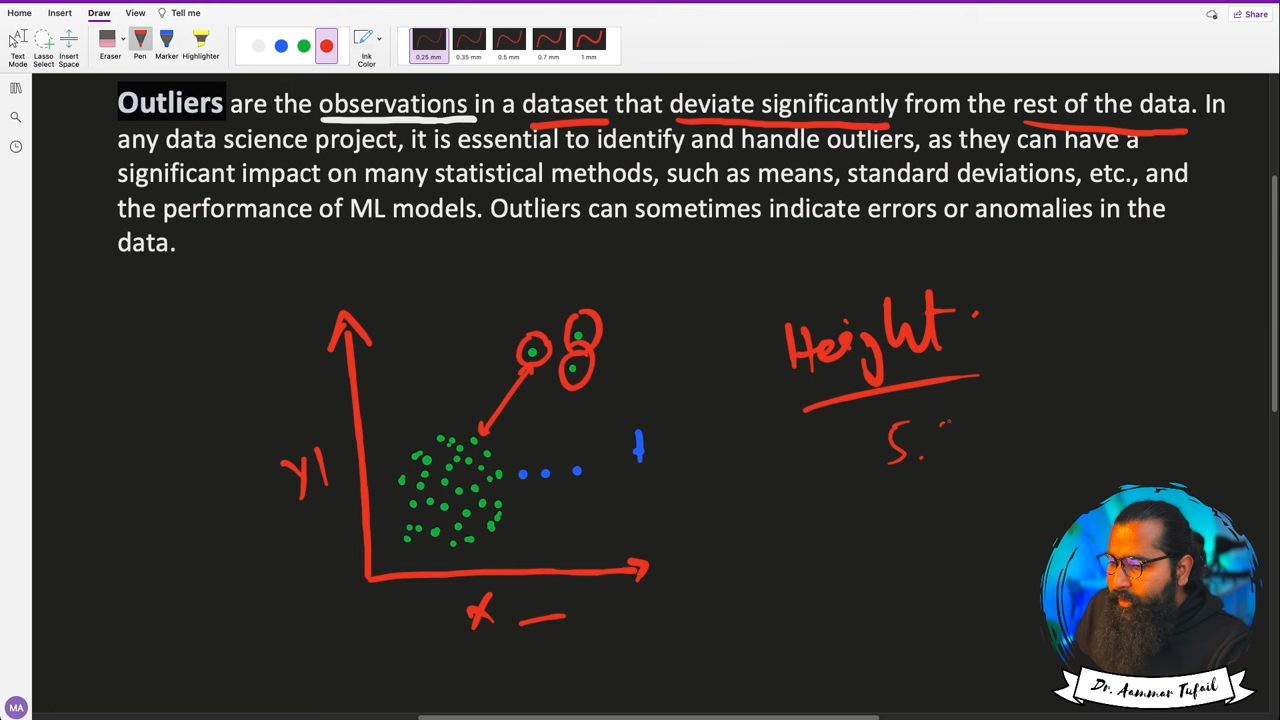 Home Insert Draw View Tell me
Share
Text Mode
Lasso Select
Insert Space
Eraser
Pen
Marker
Highlighter
Ink Color
0.25 mm
0.35 mm
0.5 mm
0.7 mm
1 mm
Outliers are the observations in a dataset that deviate significantly from the rest of the data. In
any data science project, it is essential to identify and handle outliers, as they can have a
significant impact on many statistical methods, such as means, standard deviations, etc., and
the performance of ML models. Outliers can sometimes indicate errors or anomalies in the
data.
Height
5.
y
x
Dr. Aammar Tufail
MA